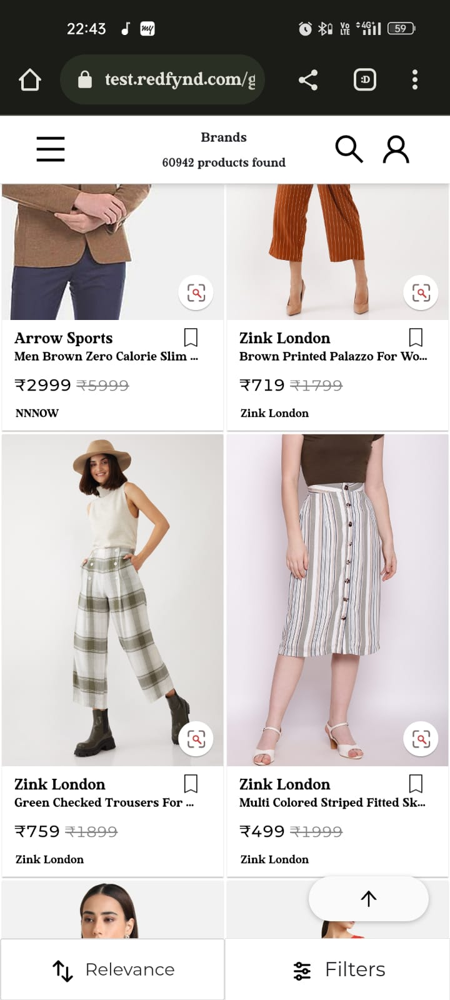 22:43 my Vo LTE 4G+ 59
test.redfynd.com/g :D
Brands
60942 products found
Arrow Sports
Men Brown Zero Calorie Slim ...
₹2999 ₹5999
NNNOW
Zink London
Brown Printed Palazzo For Wo...
₹719 ₹1799
Zink London
Zink London
Green Checked Trousers For ...
₹759 ₹1899
Zink London
Zink London
Multi Colored Striped Fitted Sk...
₹499 ₹1999
Zink London
Relevance
Filters